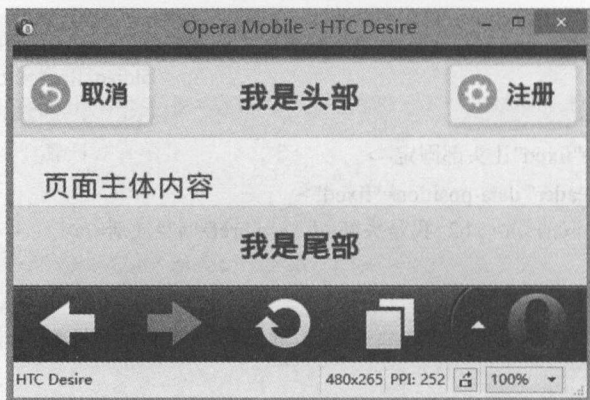 Opera Mobile - HTC Desire
取消 我是头部 注册
页面主体内容
我是尾部
HTC Desire 480x265 PPI: 252 100%